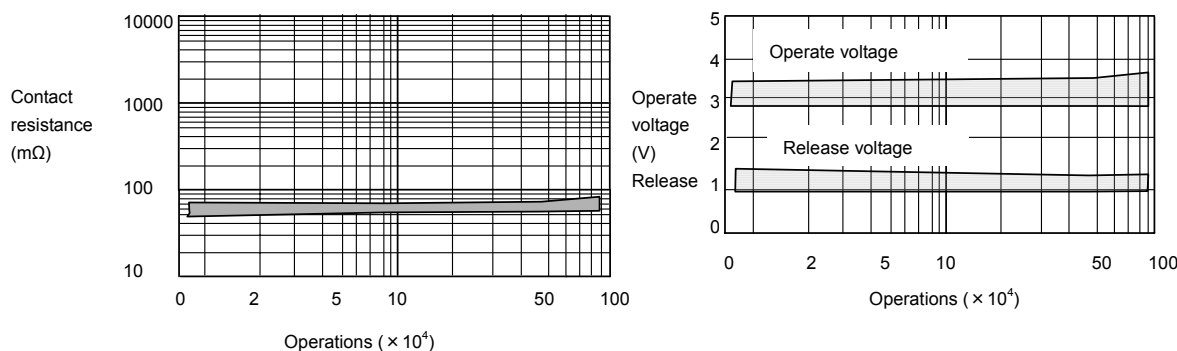 10000
1000
100
10
Contact
resistance
(mΩ)
0 2 5 10 50 100
Operations ( × 10⁴)
5
4
3
2
1
0
Operate voltage
Release voltage
Operate
voltage
(V)
Release
0 2 5 10 50 100
Operations ( × 10⁴)